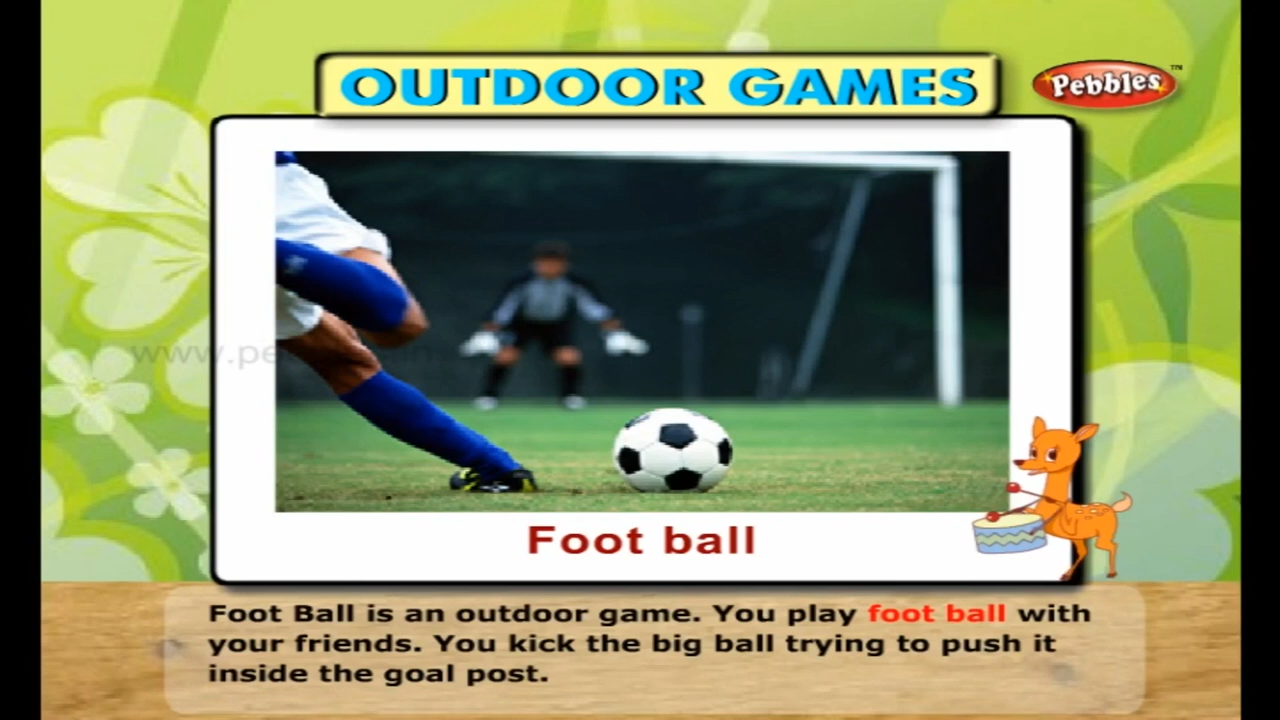 OUTDOOR GAMES
Pebbles™
Foot ball
Foot Ball is an outdoor game. You play foot ball with
your friends. You kick the big ball trying to push it
inside the goal post.